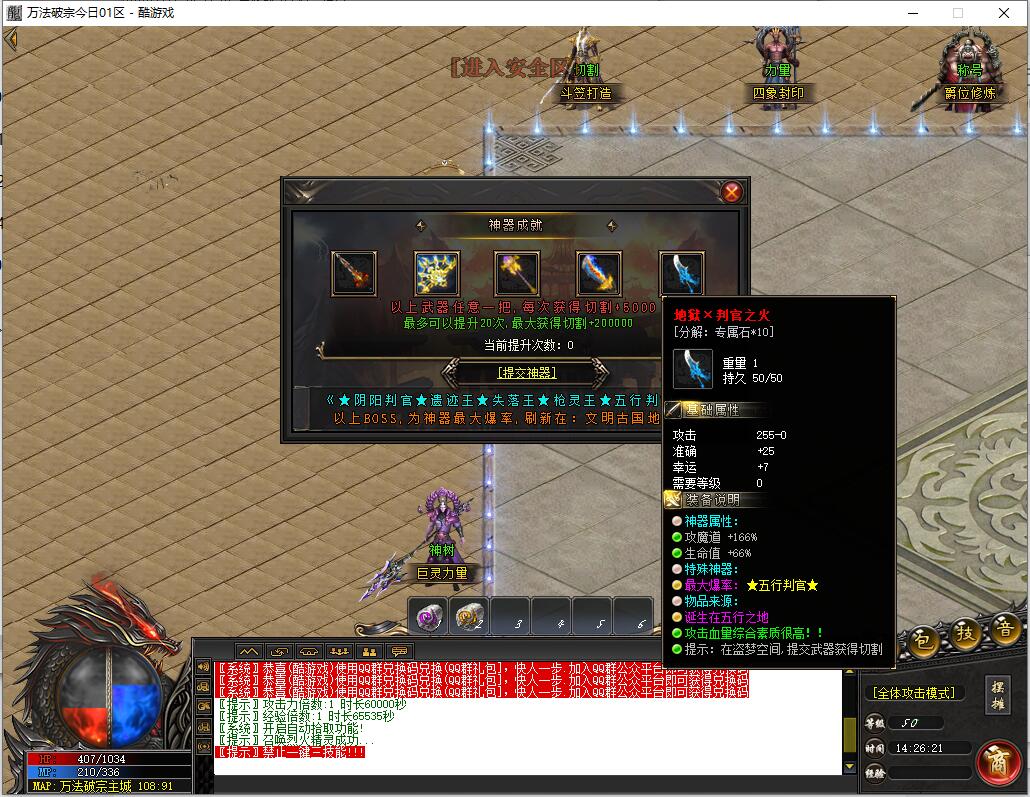 万法破宗今日01区 - 酷游戏
[进入安全区
切割
斗笠打造
力量
四象封印
称号
爵位修炼
神器成就
以上武器任意一把, 每次获得切割+5000
最多可以提升20次, 最大获得切割+200000
当前提升次数: 0
[提交神器]
《★阴阳判官★遗迹王★失落王★枪灵王★五行判
以上BOSS, 为神器最大爆率, 刷新在: 文明古国地
地狱×判官之火
[分解: 专属石*10]
重量 1
持久 50/50
基础属性
攻击 255-0
准确 +25
幸运 +7
需要等级 0
装备说明
神器属性:
攻魔道 +166%
生命值 +66%
特殊神器:
最大爆率: ★五行判官★
物品来源:
诞生在五行之地
攻击血量综合素质很高!!
提示: 在盗梦空间, 提交武器获得切割
神树
巨灵力量
2 3 4 5 6
包 技 音
〖系统〗恭喜(酷游戏)使用QQ群兑换码兑换[QQ群礼包], 快人一步, 加入QQ群公众平台即可获得兑换码
〖系统〗恭喜(酷游戏)使用QQ群兑换码兑换[QQ群礼包], 快人一步, 加入QQ群公众平台即可获得兑换码
〖系统〗恭喜(酷游戏)使用QQ群兑换码兑换[QQ群礼包], 快人一步, 加入QQ群公众平台即可获得兑换码
〖提示〗攻击力倍数:1 时长60000秒
〖提示〗经验倍数:1 时长65535秒
〖系统〗开启自动拾取功能!
〖提示〗召唤烈火精灵成功...
〖提示〗禁止一键三技能!!!
[全体攻击模式]
摆摊
等级 50
时间 14:26:21
经验
商
HP: 407/1034
MP: 210/336
MAP: 万法破宗主城 108:91